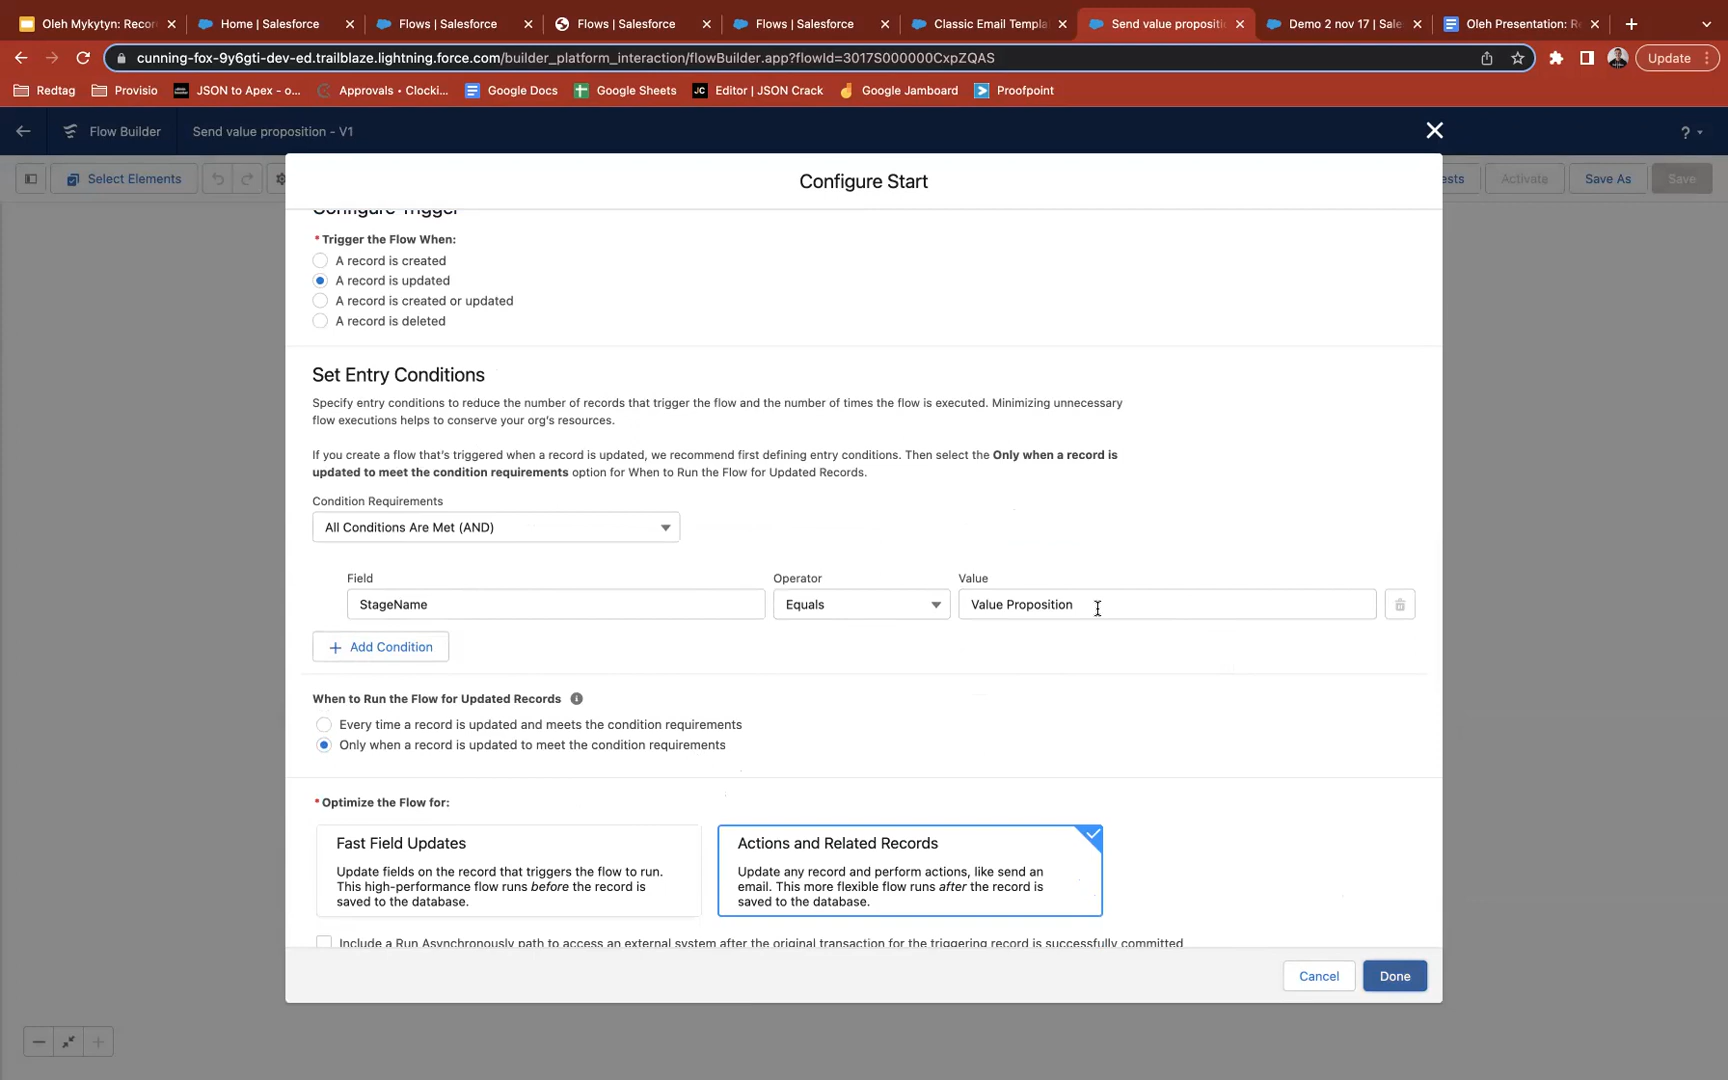 Oleh Mykytyn: Recor
Home | Salesforce
Flows | Salesforce
Flows | Salesforce
Flows | Salesforce
Classic Email Templa
Send value propositi
Demo 2 nov 17 | Sale
Oleh Presentation: R
cunning-fox-9y6gti-dev-ed.trailblaze.lightning.force.com/builder_platform_interaction/flowBuilder.app?flowId=3017S000000CxpZQAS
Update
Redtag
Provisio
JSON to Apex - o...
Approvals • Clocki...
Google Docs
Google Sheets
JC Editor | JSON Crack
Google Jamboard
Proofpoint
Flow Builder
Send value proposition - V1
?
Select Elements
ests
Activate
Save As
Save
Configure Start
Configure Trigger
* Trigger the Flow When:
A record is created
A record is updated
A record is created or updated
A record is deleted
Set Entry Conditions
Specify entry conditions to reduce the number of records that trigger the flow and the number of times the flow is executed. Minimizing unnecessary
flow executions helps to conserve your org's resources.
If you create a flow that's triggered when a record is updated, we recommend first defining entry conditions. Then select the Only when a record is
updated to meet the condition requirements option for When to Run the Flow for Updated Records.
Condition Requirements
All Conditions Are Met (AND)
Field
Operator
Value
StageName
Equals
Value Proposition
+ Add Condition
When to Run the Flow for Updated Records
Every time a record is updated and meets the condition requirements
Only when a record is updated to meet the condition requirements
* Optimize the Flow for:
Fast Field Updates
Update fields on the record that triggers the flow to run.
This high-performance flow runs before the record is
saved to the database.
Actions and Related Records
Update any record and perform actions, like send an
email. This more flexible flow runs after the record is
saved to the database.
Include a Run Asynchronously path to access an external system after the original transaction for the triggering record is successfully committed
Cancel
Done